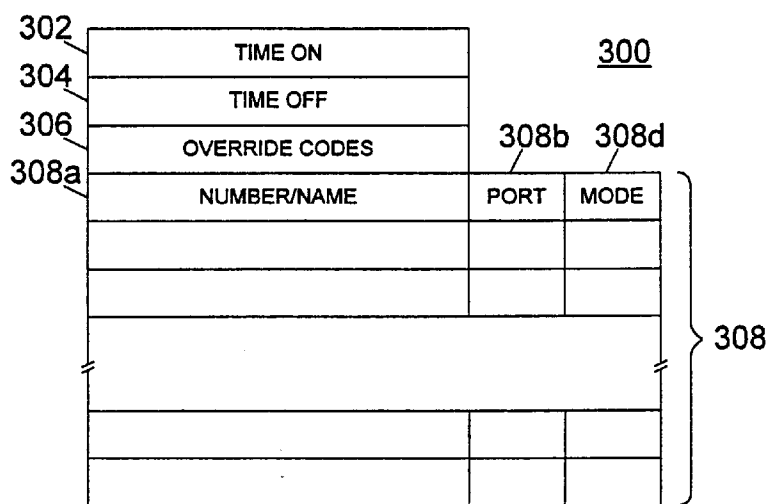 302
TIME ON
300
304
TIME OFF
306
OVERRIDE CODES
308b
308d
308a
NUMBER/NAME
PORT
MODE
308